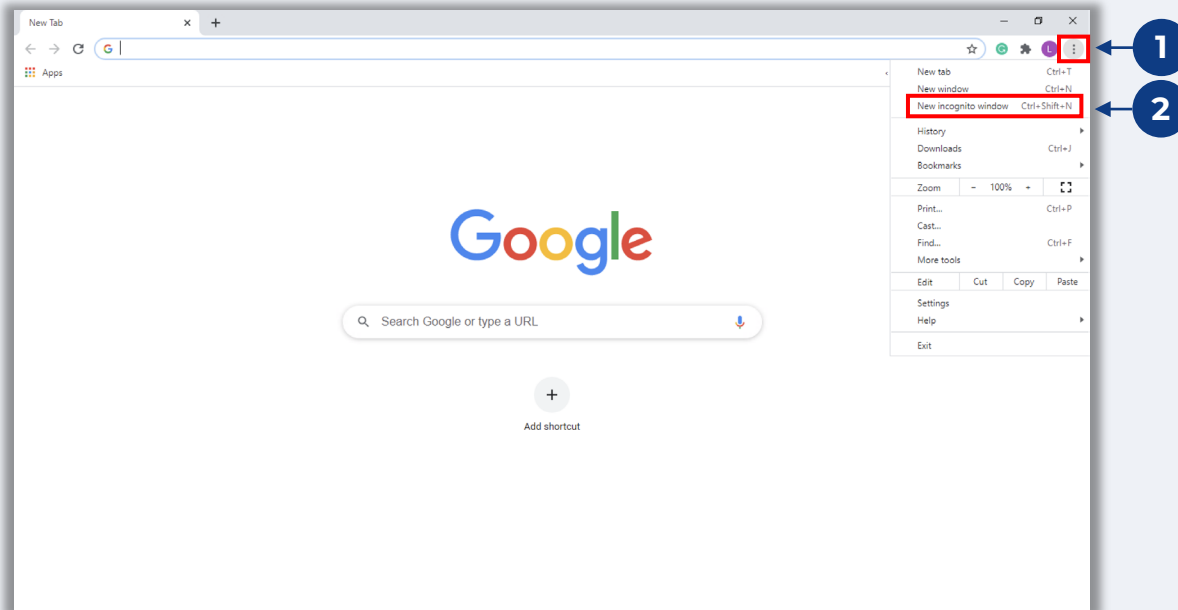 New Tab
G
L
1
Apps
New tab Ctrl+T
New window Ctrl+N
New incognito window Ctrl+Shift+N
2
History
Downloads Ctrl+J
Bookmarks
Zoom - 100% +
Print... Ctrl+P
Cast...
Find... Ctrl+F
More tools
Edit Cut Copy Paste
Settings
Help
Exit
Google
Search Google or type a URL
Add shortcut